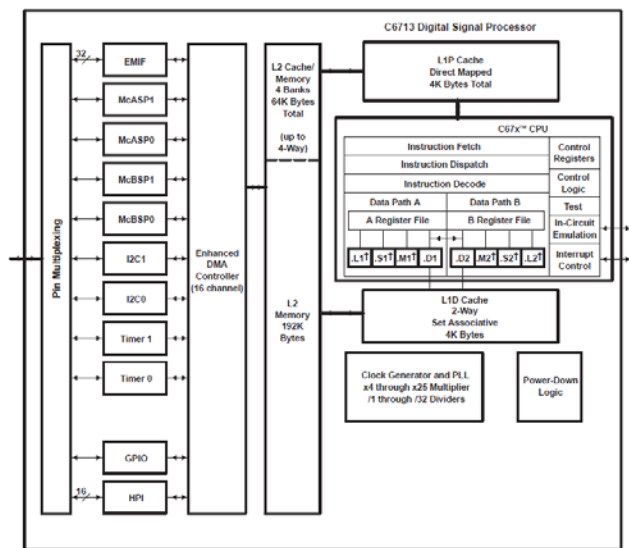 C6713 Digital Signal Processor
32
EMIF
McASP1
McASP0
McBSP1
McBSP0
I2C1
I2C0
Timer 1
Timer 0
GPIO
16
HPI
Pin Multiplexing
Enhanced
DMA
Controller
(16 channel)
L2 Cache/
Memory
4 Banks
64K Bytes
Total
(up to
4-Way)
L2
Memory
192K
Bytes
L1P Cache
Direct Mapped
4K Bytes Total
C67x™ CPU
Instruction Fetch
Instruction Dispatch
Instruction Decode
Data Path A
Data Path B
A Register File
B Register File
.L1† .S1† .M1† .D1
.D2 .M2† .S2† .L2†
Control
Registers
Control
Logic
Test
In-Circuit
Emulation
Interrupt
Control
L1D Cache
2-Way
Set Associative
4K Bytes
Clock Generator and PLL
x4 through x25 Multiplier
/1 through /32 Dividers
Power-Down
Logic